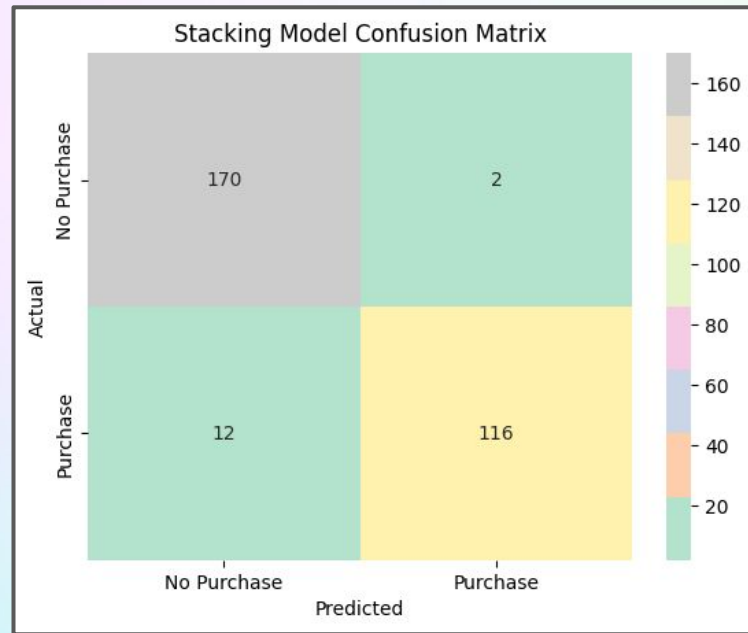 Stacking Model Confusion Matrix
No Purchase
Purchase
Actual
170
2
12
116
No Purchase
Purchase
Predicted
160
140
120
100
80
60
40
20